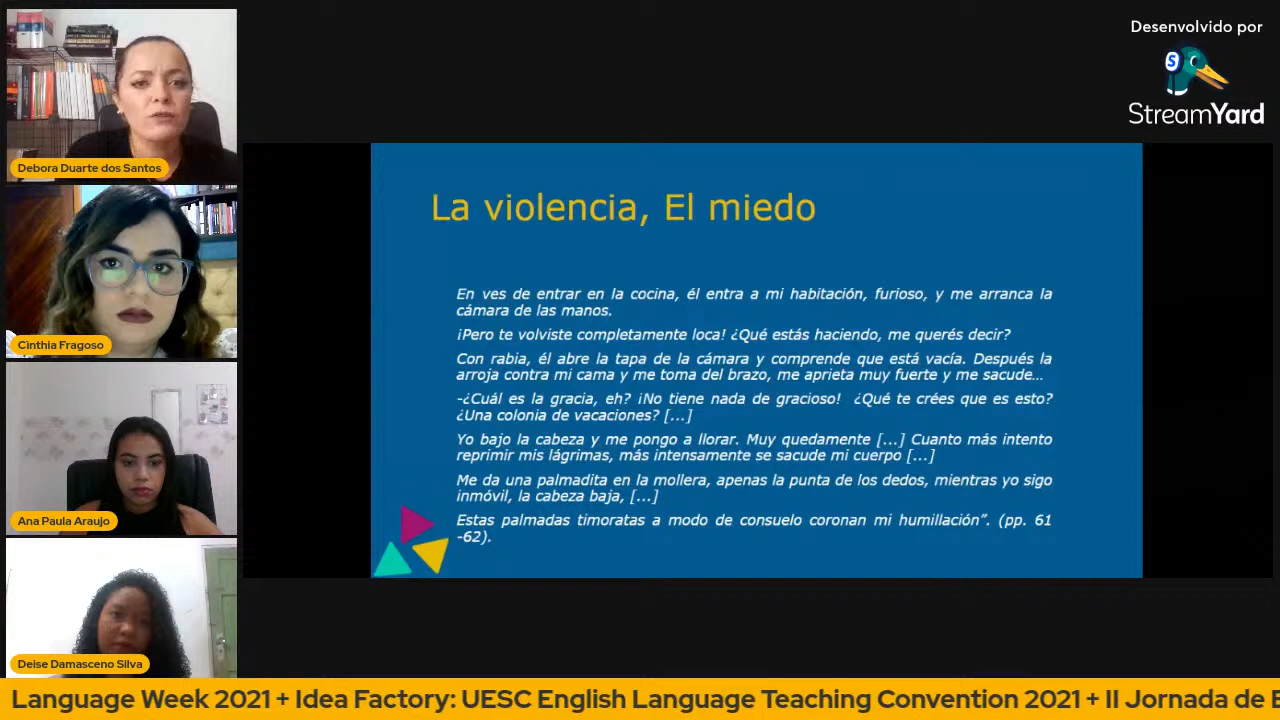 Desenvolvido por
StreamYard
Debora Duarte dos Santos
Cinthia Fragoso
Ana Paula Araujo
Deise Damasceno Silva
La violencia, El miedo
En ves de entrar en la cocina, él entra a mi habitación, furioso, y me arranca la
cámara de las manos.
¡Pero te volviste completamente loca! ¿Qué estás haciendo, me querés decir?
Con rabia, él abre la tapa de la cámara y comprende que está vacía. Después la
arroja contra mi cama y me toma del brazo, me aprieta muy fuerte y me sacude…
-¿Cuál es la gracia, eh? ¡No tiene nada de gracioso! ¿Qué te crées que es esto?
¿Una colonia de vacaciones? [...]
Yo bajo la cabeza y me pongo a llorar. Muy quedamente [...] Cuanto más intento
reprimir mis lágrimas, más intensamente se sacude mi cuerpo [...]
Me da una palmadita en la mollera, apenas la punta de los dedos, mientras yo sigo
inmóvil, la cabeza baja, [...]
Estas palmadas timoratas a modo de consuelo coronan mi humillación”. (pp. 61
-62).
Language Week 2021 + Idea Factory: UESC English Language Teaching Convention 2021 + II Jornada de E